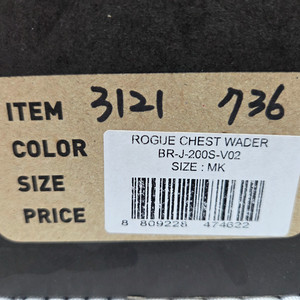 ITEM 3121 736
COLOR
ROGUE CHEST WADER
BR-J-200S-V02
SIZE : MK
SIZE
PRICE
8 809228 474622